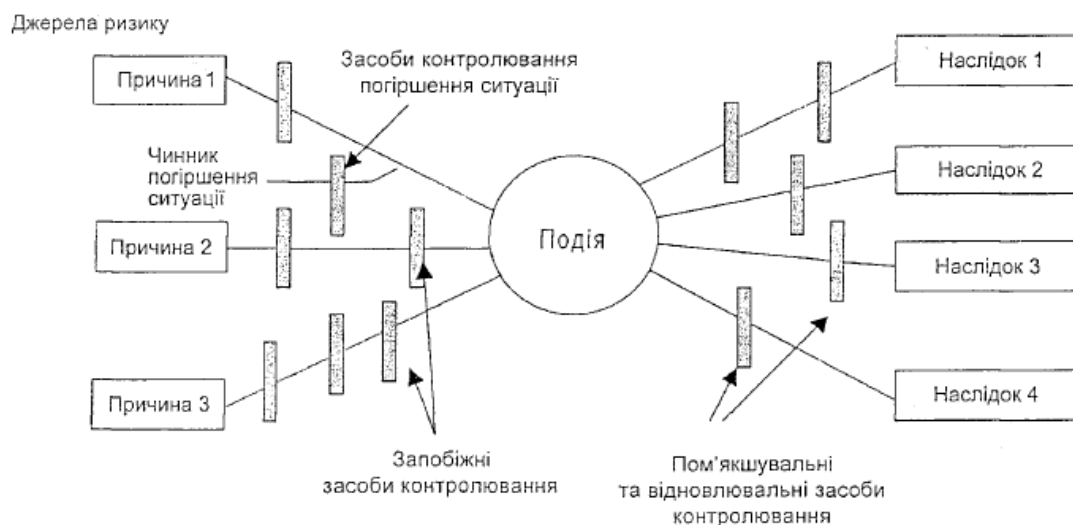 Джерела ризику
Причина 1
Засоби контролювання
погіршення ситуації
Чинник
погіршення
ситуації
Причина 2
Причина 3
Подія
Наслідок 1
Наслідок 2
Наслідок 3
Наслідок 4
Запобіжні
засоби контролювання
Пом'якшувальні
та відновлювальні засоби
контролювання